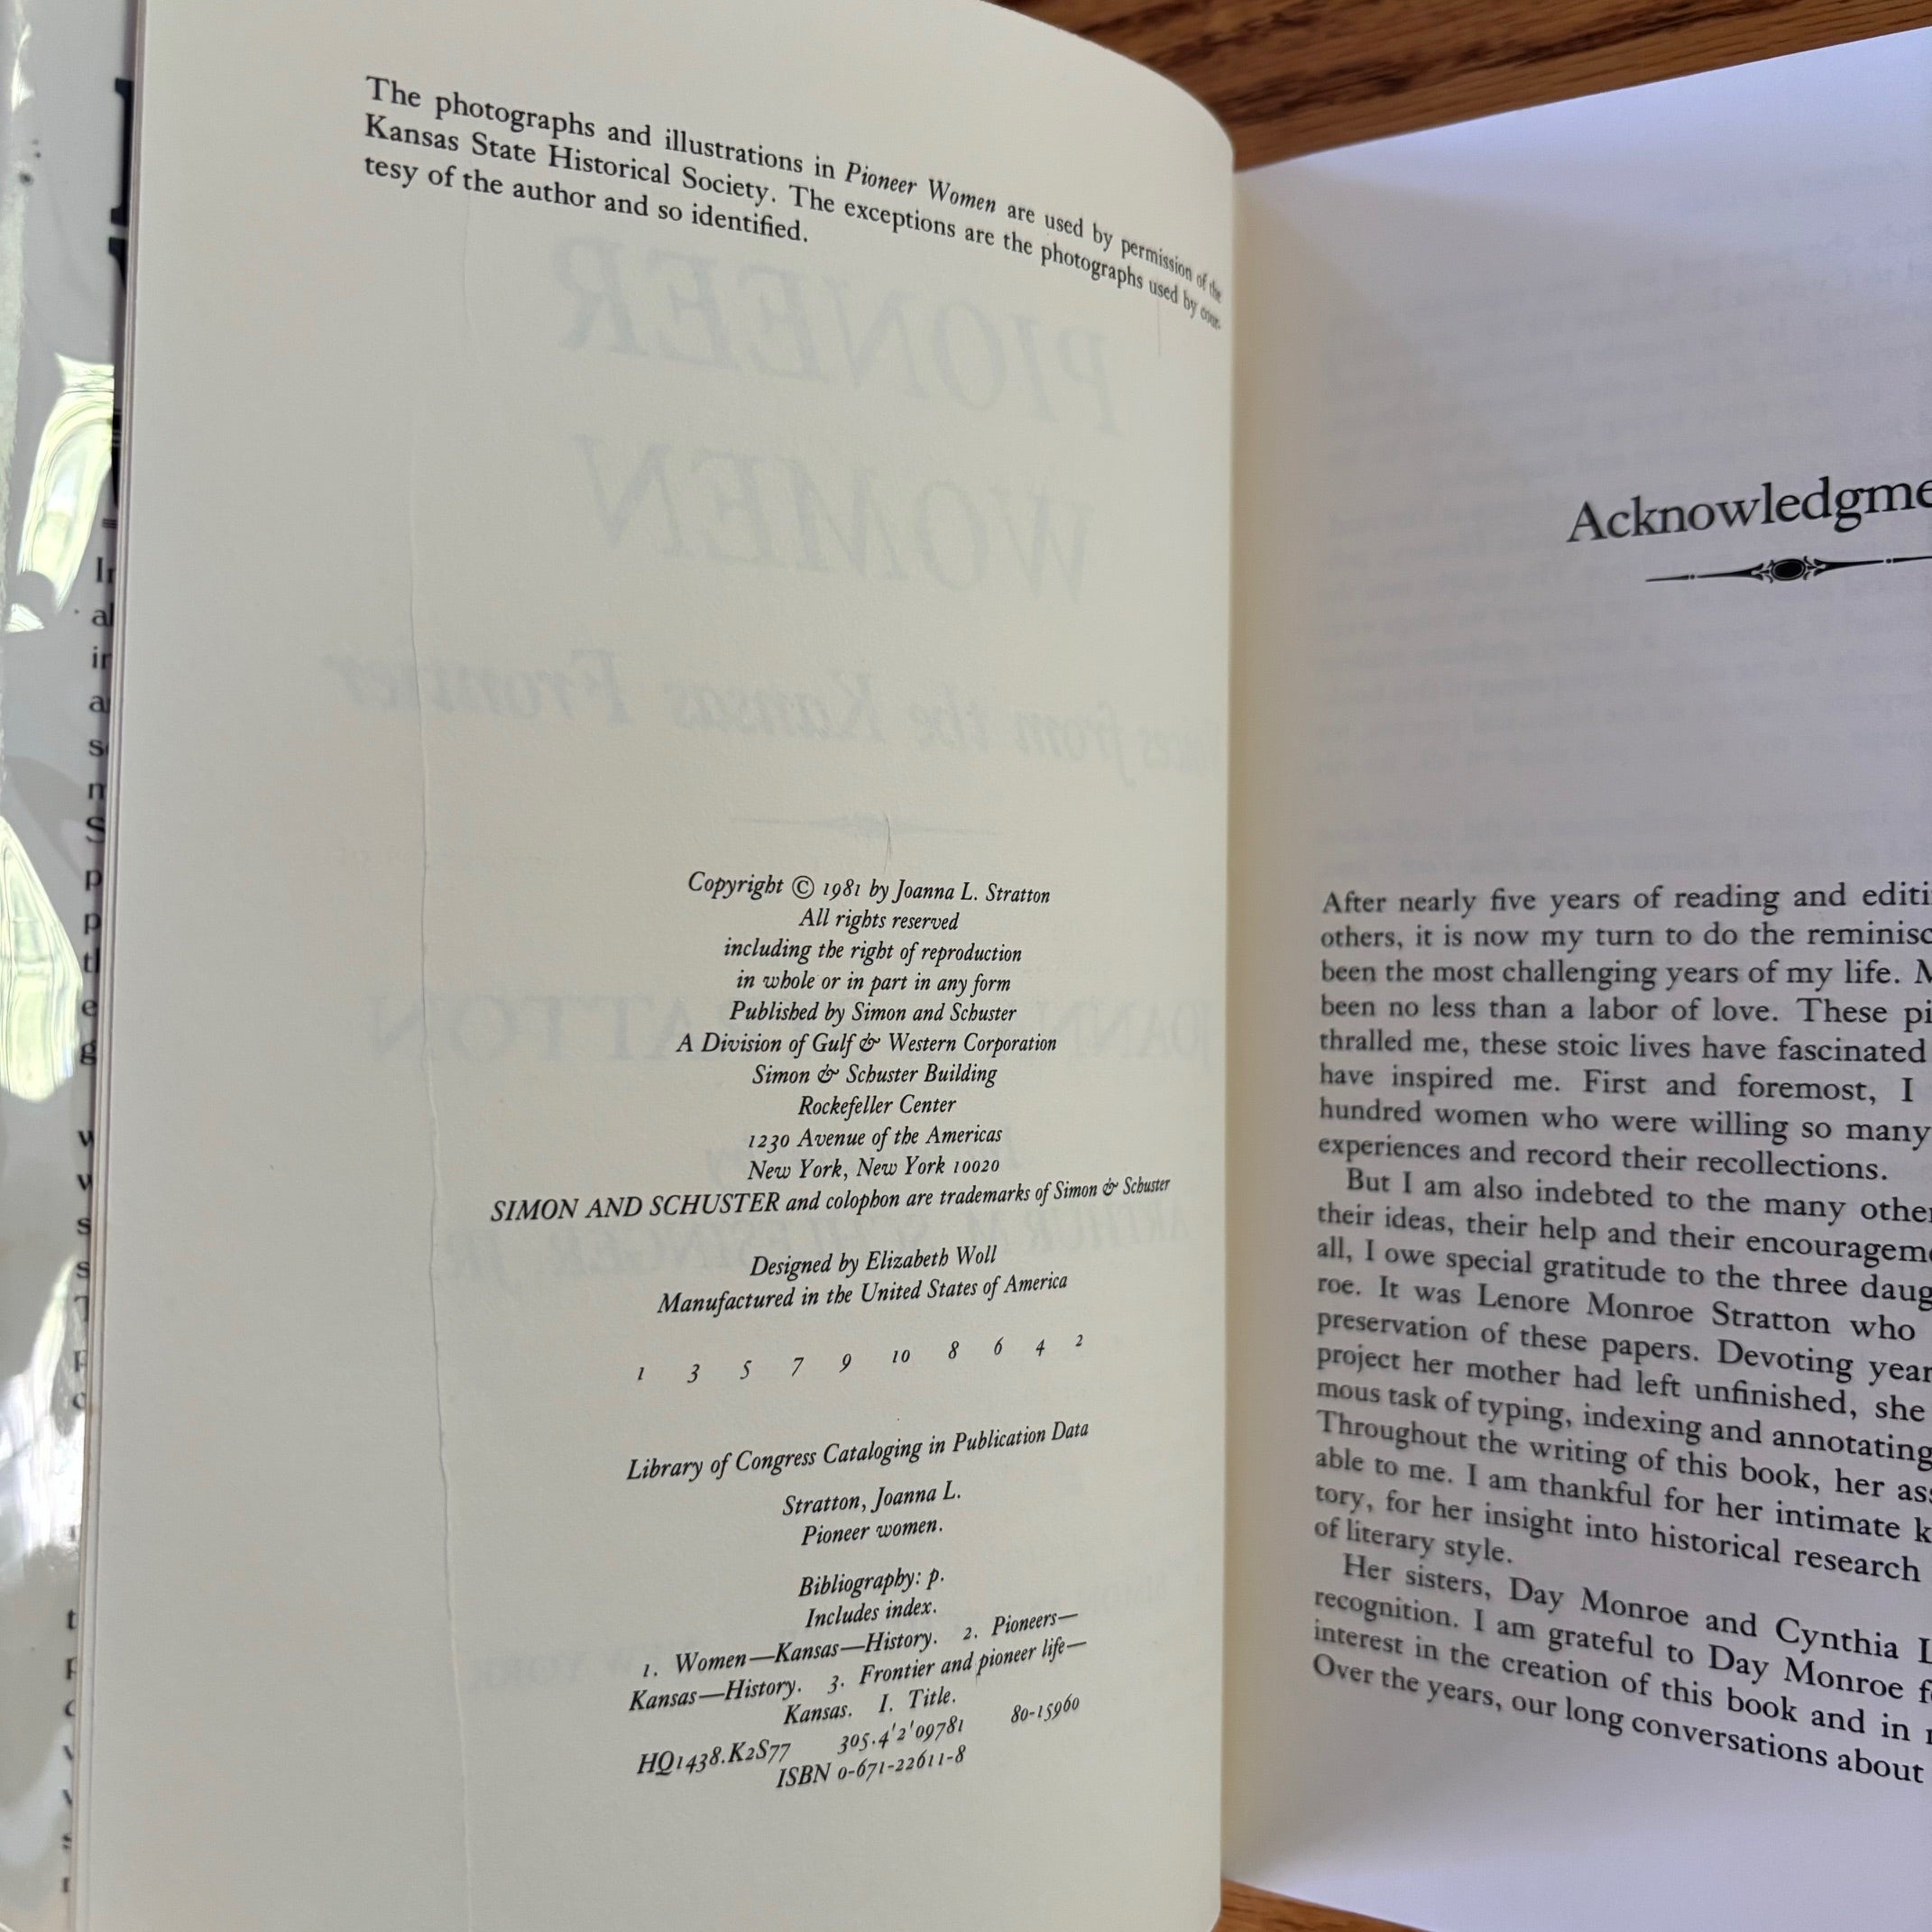 The photographs and illustrations in Pioneer Women are used by permission of the
Kansas State Historical Society. The exceptions are the photographs used by cour-
tesy of the author and so identified.
PIONEER
WOMEN
from the Kansas Frontier
Copyright © 1981 by Joanna L. Stratton
All rights reserved
including the right of reproduction
in whole or in part in any form
Published by Simon and Schuster
A Division of Gulf & Western Corporation
Simon & Schuster Building
Rockefeller Center
1230 Avenue of the Americas
New York, New York 10020
SIMON AND SCHUSTER and colophon are trademarks of Simon & Schuster
Designed by Elizabeth Woll
Manufactured in the United States of America
1 3 5 7 9 10 8 6 4 2
Library of Congress Cataloging in Publication Data
Stratton, Joanna L.
Pioneer women.
Bibliography: p.
Includes index.
1. Women—Kansas—History. 2. Pioneers—
Kansas—History. 3. Frontier and pioneer life—
Kansas. I. Title.
HQ1438.K2S77 305.4'2'09781 80-15960
ISBN 0-671-22611-8
Acknowledgme
After nearly five years of reading and editi
others, it is now my turn to do the reminisc
been the most challenging years of my life. M
been no less than a labor of love. These pi
thralled me, these stoic lives have fascinated
have inspired me. First and foremost, I
hundred women who were willing so many
experiences and record their recollections.
But I am also indebted to the many other
their ideas, their help and their encourageme
all, I owe special gratitude to the three daug
roe. It was Lenore Monroe Stratton who
preservation of these papers. Devoting year
project her mother had left unfinished, she
mous task of typing, indexing and annotating
Throughout the writing of this book, her ass
able to me. I am thankful for her intimate k
tory, for her insight into historical research
of literary style.
Her sisters, Day Monroe and Cynthia L
recognition. I am grateful to Day Monroe f
interest in the creation of this book and in
Over the years, our long conversations about